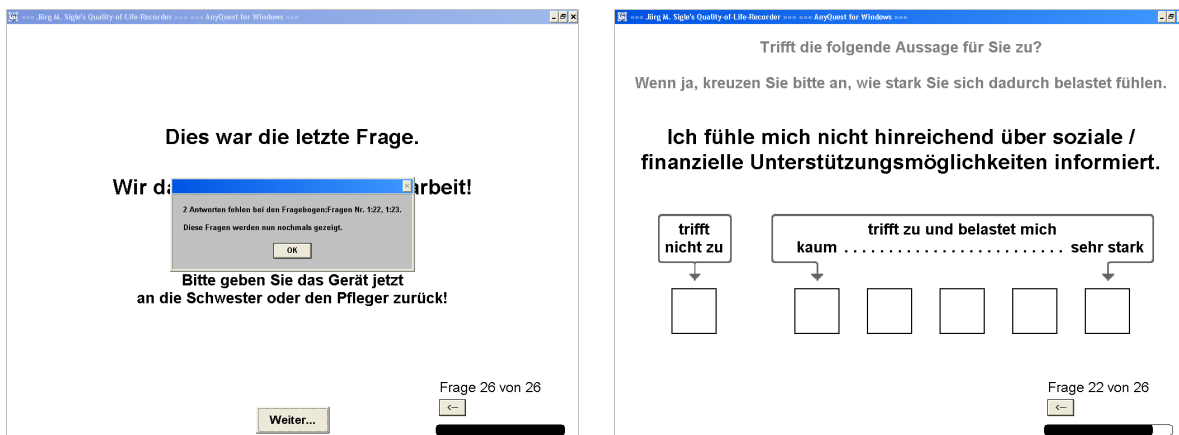 ««« Jürg M. Sigle's Quality-of-Life-Recorder »»» ««« AnyQuest for Windows »»»
Dies war die letzte Frage.
Wir da arbeit!
2 Antworten fehlen bei den Fragebogen:Fragen Nr. 1:22, 1:23.
Diese Fragen werden nun nochmals gezeigt.
OK
Bitte geben Sie das Gerät jetzt
an die Schwester oder den Pfleger zurück!
Frage 26 von 26
<--
Weiter...
««« Jürg M. Sigle's Quality-of-Life-Recorder »»» ««« AnyQuest for Windows »»»
Trifft die folgende Aussage für Sie zu?
Wenn ja, kreuzen Sie bitte an, wie stark Sie sich dadurch belastet fühlen.
Ich fühle mich nicht hinreichend über soziale /
finanzielle Unterstützungsmöglichkeiten informiert.
trifft
nicht zu
trifft zu und belastet mich
kaum . . . . . . . . . . . . . . . . . . . . . . . . . sehr stark
Frage 22 von 26
<--